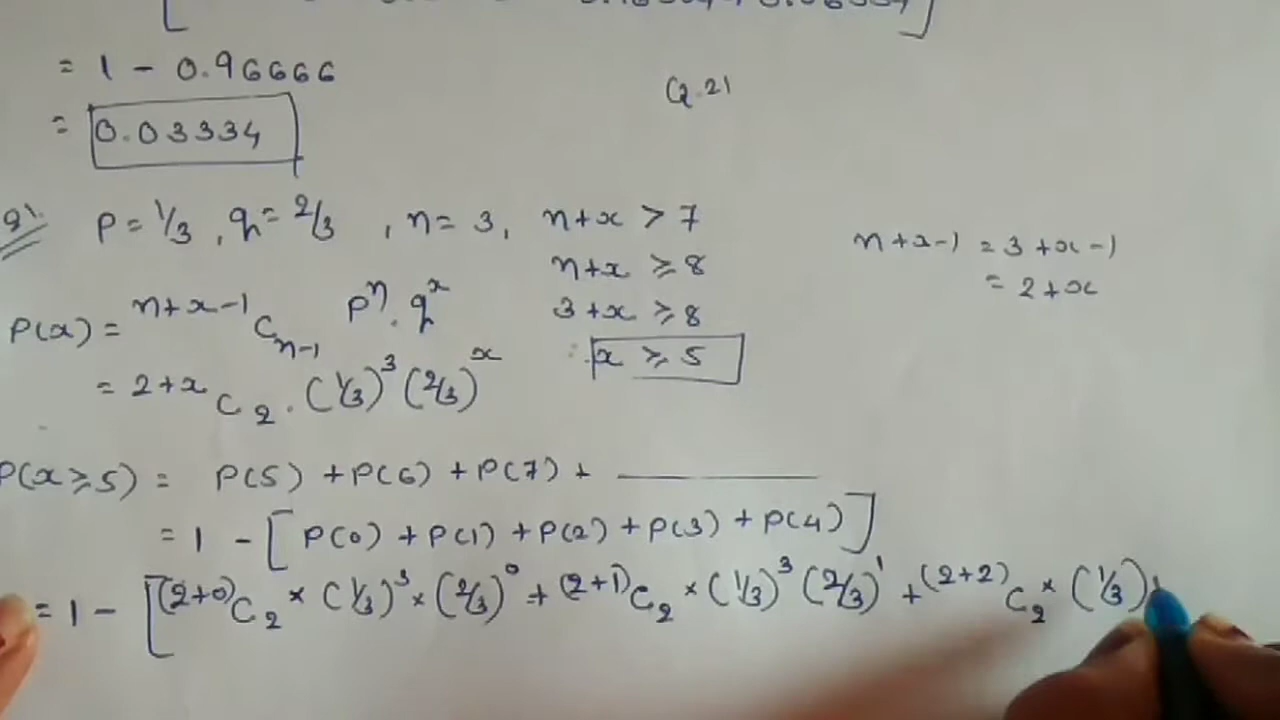 = 1 - 0.96666
Q.21
= 0.03334
P = 1/3 , q = 2/3 , n = 3, n+x > 7
n+x-1 = 3+x-1
n+x ≥ 8
= 2+x
P(x) = n+x-1 C n-1 P^n . q^x
3+x ≥ 8
∴ x ≥ 5
= 2+x C 2 . (1/3)^3 (2/3)^x
P(x≥5) = P(5) + P(6) + P(7) + ________
= 1 - [ P(0) + P(1) + P(2) + P(3) + P(4) ]
= 1 - [ (2+0) C 2 × (1/3)^3 × (2/3)^0 + (2+1) C 2 × (1/3)^3 (2/3)^1 + (2+2) C 2 × (1/3)